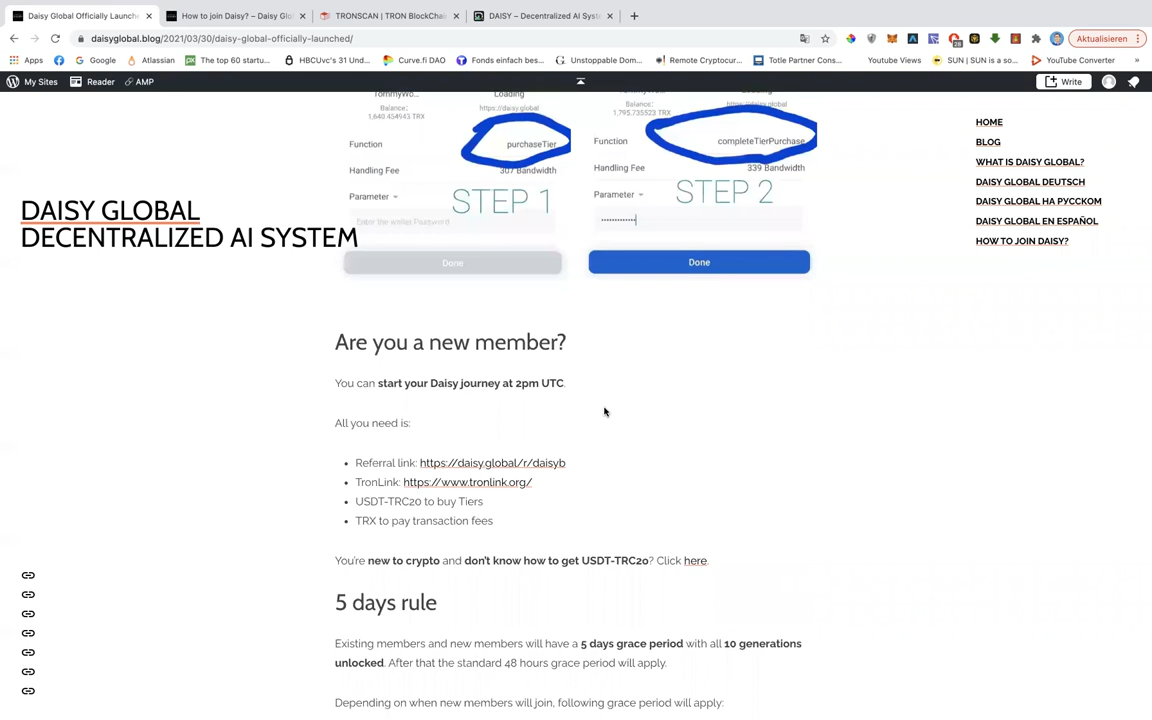 Daisy Global Officially Launche
How to join Daisy? – Daisy Glo
TRONSCAN | TRON BlockChai
DAISY – Decentralized AI Syste
daisyglobal.blog/2021/03/30/daisy-global-officially-launched/
Aktualisieren
Apps
Google
Atlassian
The top 60 startu...
HBCUvc's 31 Und...
Curve.fi DAO
Fonds einfach bes...
Unstoppable Dom...
Remote Cryptocur...
Totle Partner Cons...
Youtube Views
SUN | SUN is a so...
YouTube Converter
»
My Sites
Reader
AMP
Write
Loading
Balance:
1,640.454943 TRX
https://daisy.global
Function
purchaseTier
Handling Fee
307 Bandwidth
Parameter
STEP 1
Enter the wallet Password
Done
Balance:
1,795.735523 TRX
Function
completeTierPurchase
Handling Fee
339 Bandwidth
Parameter
STEP 2
Done
DAISY GLOBAL
DECENTRALIZED AI SYSTEM
HOME
BLOG
WHAT IS DAISY GLOBAL?
DAISY GLOBAL DEUTSCH
DAISY GLOBAL НА РУССКОМ
DAISY GLOBAL EN ESPAÑOL
HOW TO JOIN DAISY?
Are you a new member?
You can start your Daisy journey at 2pm UTC.
All you need is:
• Referral link: https://daisy.global/r/daisyb
• TronLink: https://www.tronlink.org/
• USDT-TRC20 to buy Tiers
• TRX to pay transaction fees
You're new to crypto and don't know how to get USDT-TRC20? Click here.
5 days rule
Existing members and new members will have a 5 days grace period with all 10 generations
unlocked. After that the standard 48 hours grace period will apply.
Depending on when new members will join, following grace period will apply: